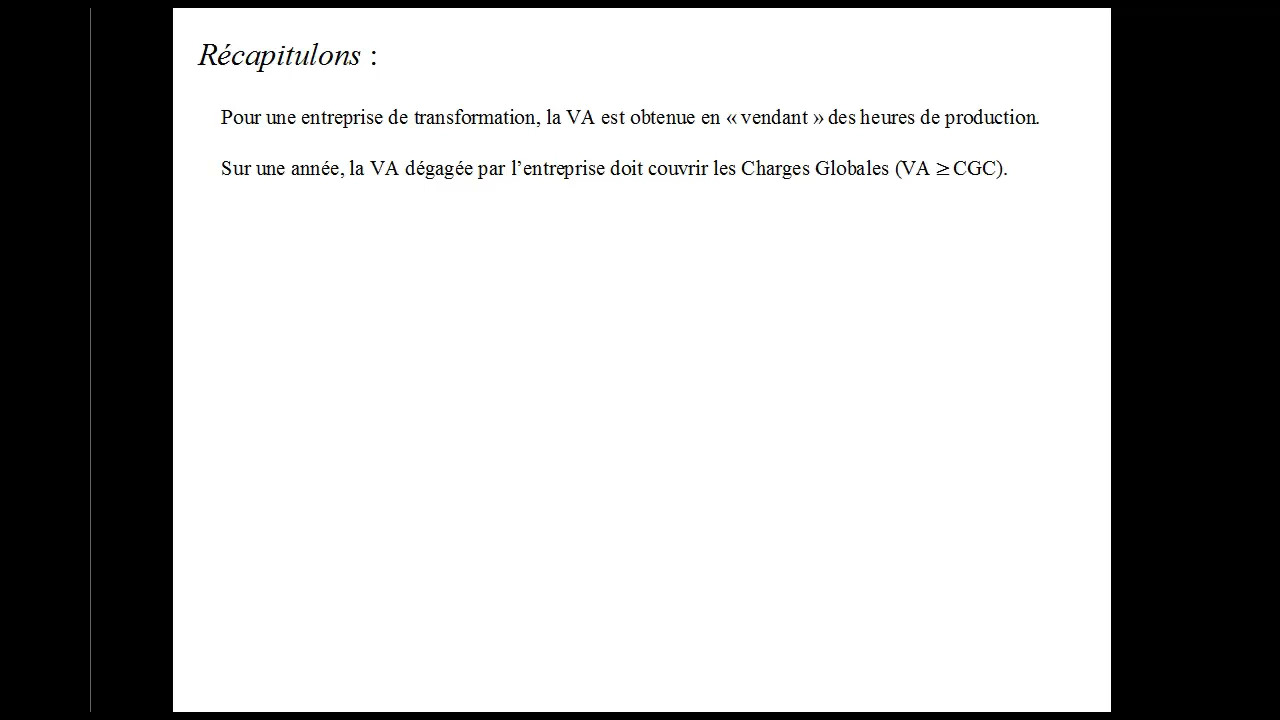 Récapitulons :
Pour une entreprise de transformation, la VA est obtenue en « vendant » des heures de production.
Sur une année, la VA dégagée par l’entreprise doit couvrir les Charges Globales (VA ≥ CGC).